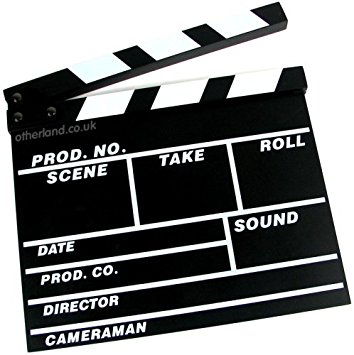 otherland.co.uk
PROD. NO.
SCENE TAKE ROLL
SOUND
DATE
PROD. CO.
DIRECTOR
CAMERAMAN